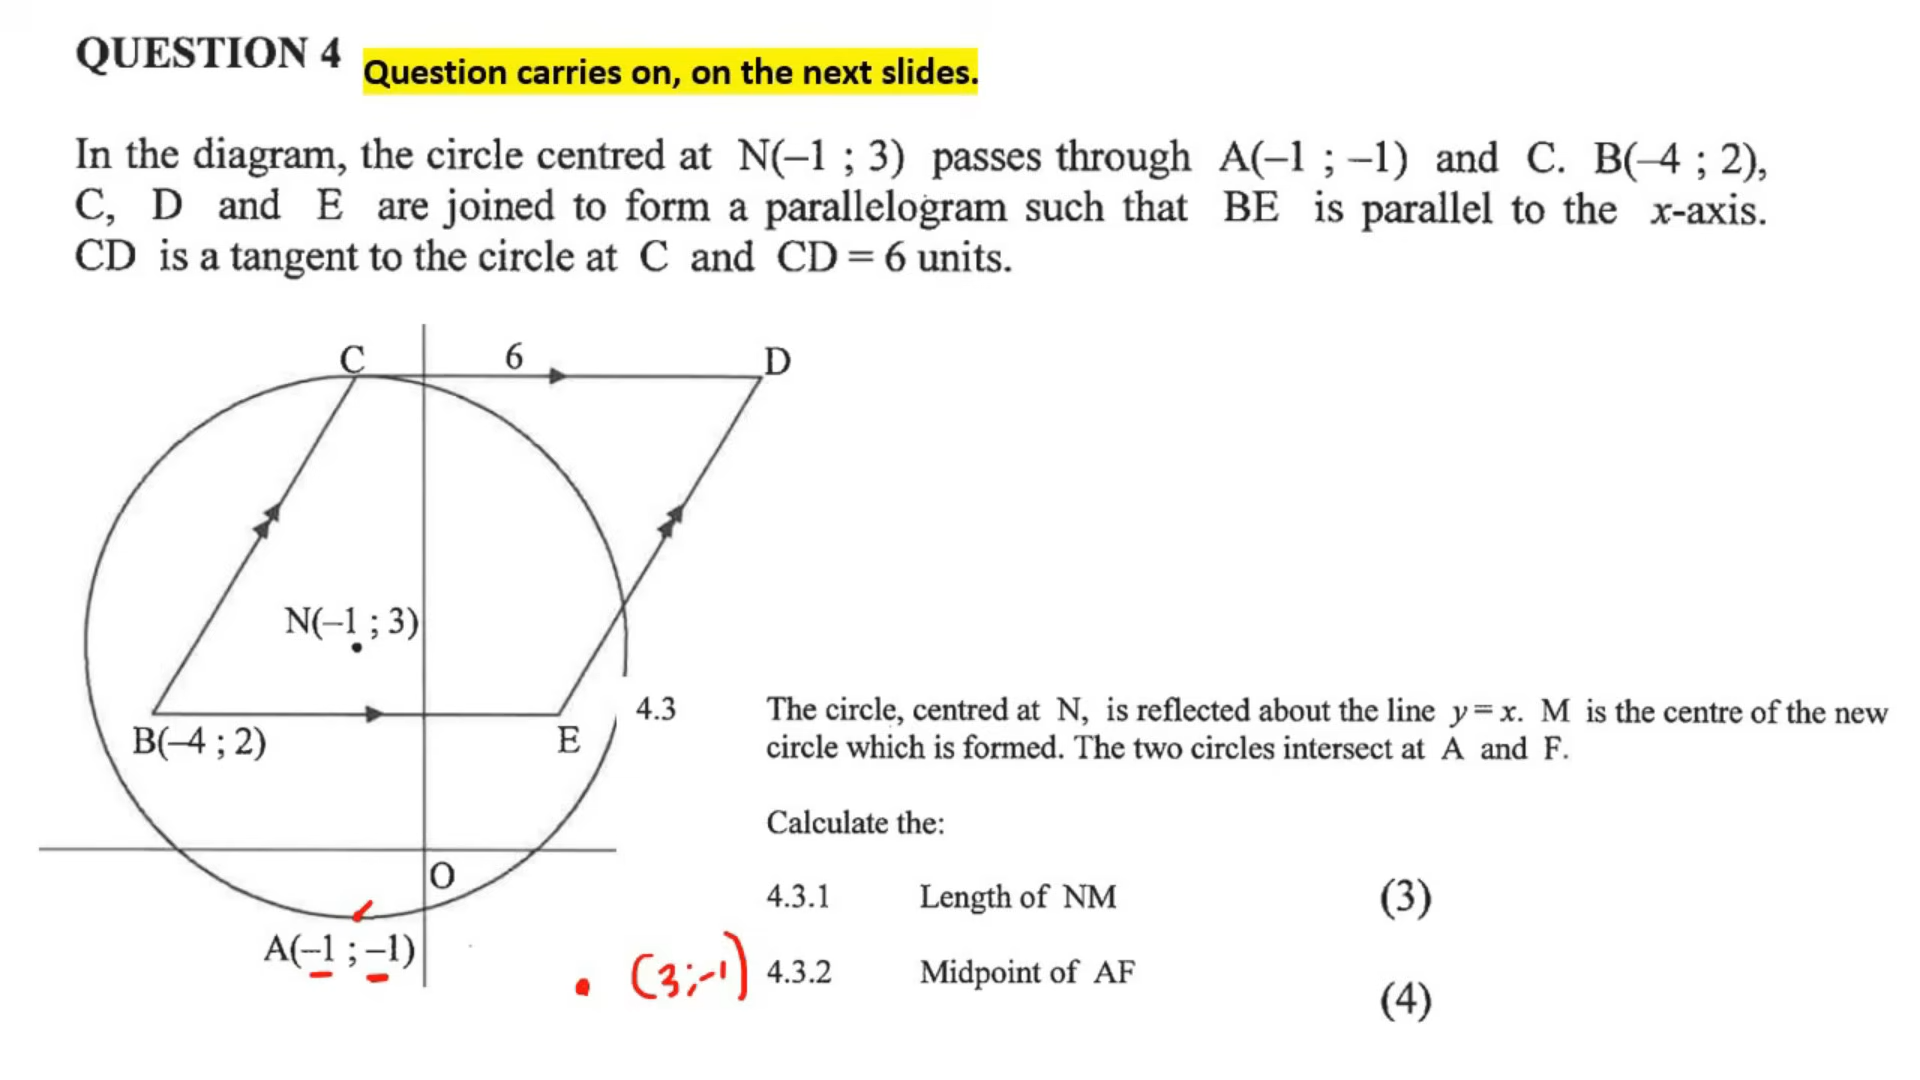 QUESTION 4
Question carries on, on the next slides.
In the diagram, the circle centred at N(–1 ; 3) passes through A(–1 ; –1) and C. B(–4 ; 2),
C, D and E are joined to form a parallelogram such that BE is parallel to the x-axis.
CD is a tangent to the circle at C and CD = 6 units.
C
6
D
N(–1 ; 3)
B(–4 ; 2)
E
O
A(–1 ; –1)
(3;-1)
4.3 The circle, centred at N, is reflected about the line y = x. M is the centre of the new
circle which is formed. The two circles intersect at A and F.
Calculate the:
4.3.1 Length of NM (3)
4.3.2 Midpoint of AF
(4)